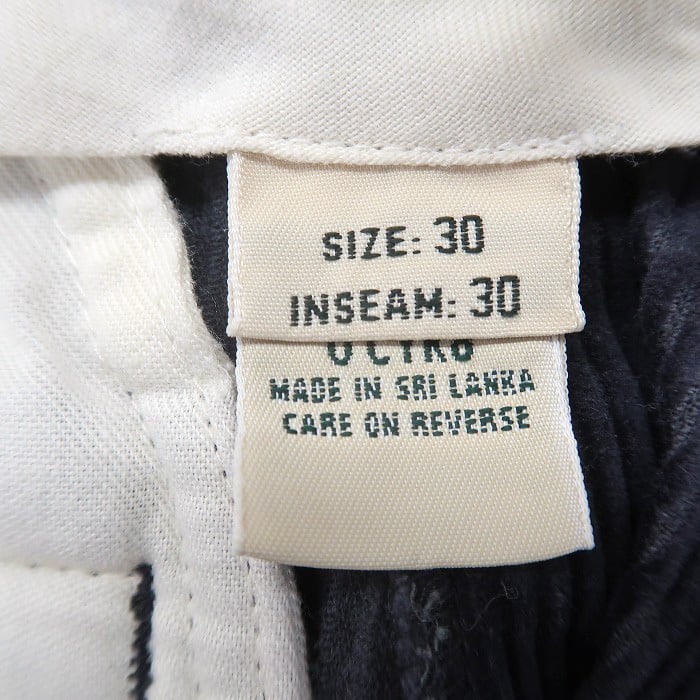 SIZE: 30
INSEAM: 30
MADE IN SRI LANKA
CARE ON REVERSE